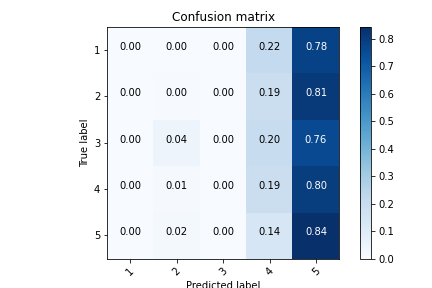 Confusion matrix
1 0.00 0.00 0.00 0.22 0.78
2 0.00 0.00 0.00 0.19 0.81
3 0.00 0.04 0.00 0.20 0.76
4 0.00 0.01 0.00 0.19 0.80
5 0.00 0.02 0.00 0.14 0.84
1 2 3 4 5
Predicted label
True label
0.8
0.7
0.6
0.5
0.4
0.3
0.2
0.1
0.0